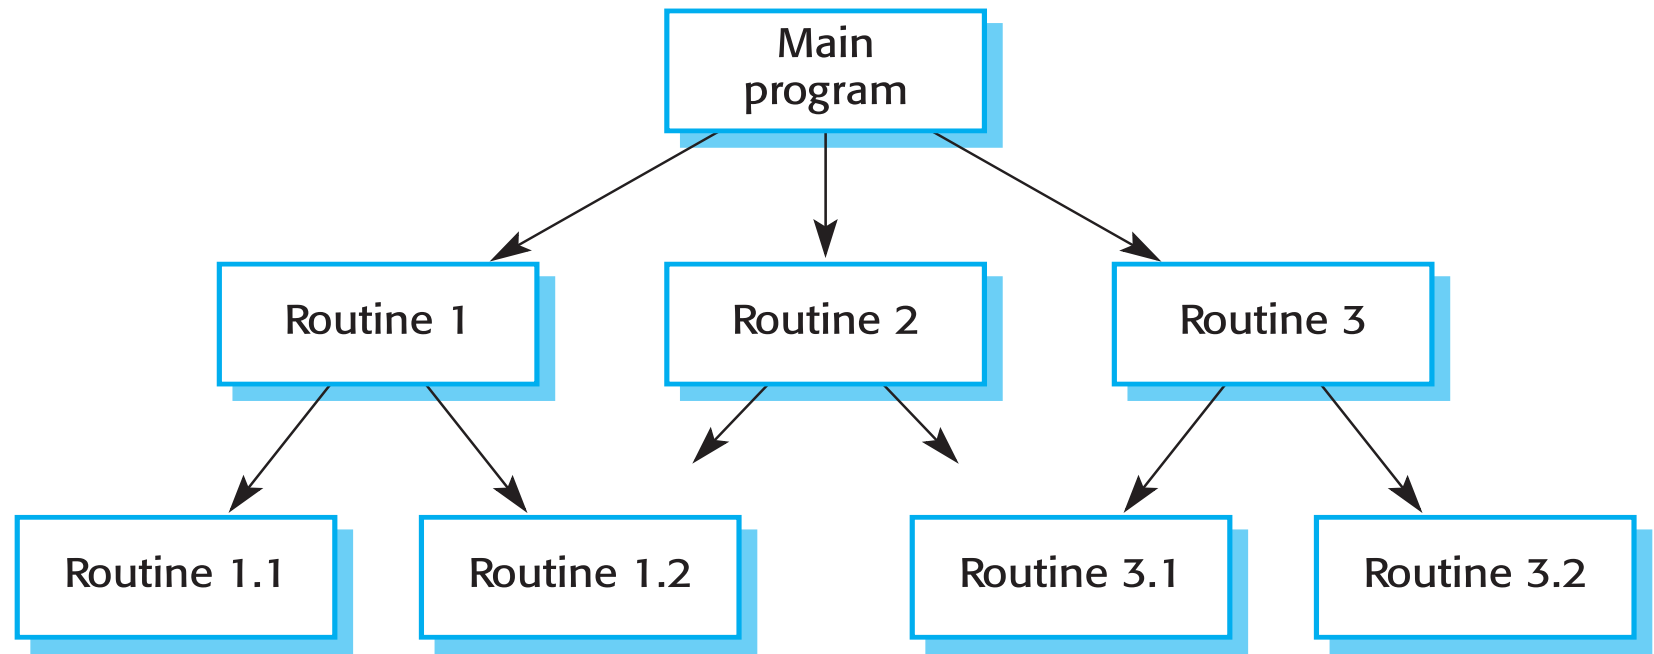 Main
program
Routine 1
Routine 2
Routine 3
Routine 1.1
Routine 1.2
Routine 3.1
Routine 3.2